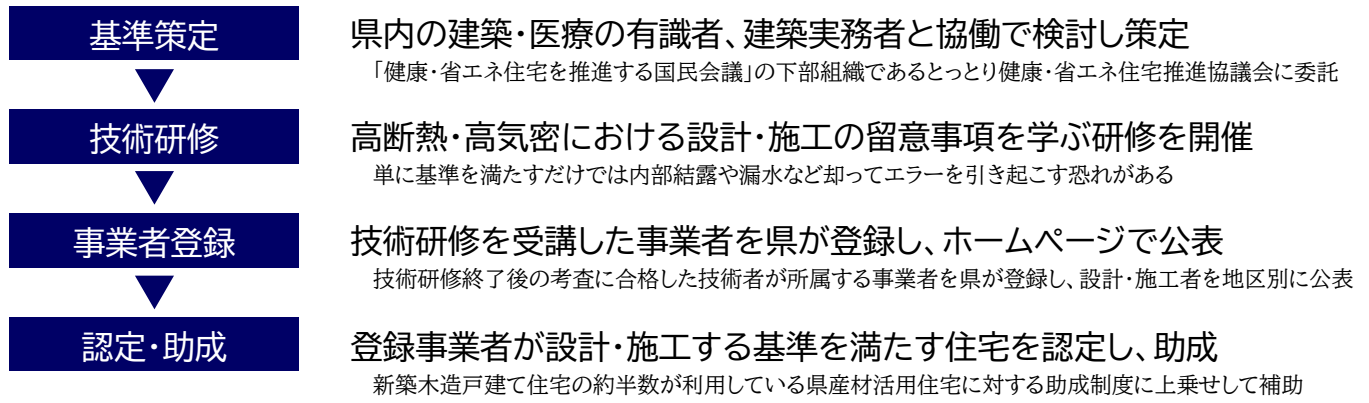 基準策定
県内の建築・医療の有識者、建築実務者と協働で検討し策定
「健康・省エネ住宅を推進する国民会議」の下部組織であるとっとり健康・省エネ住宅推進協議会に委託
技術研修
高断熱・高気密における設計・施工の留意事項を学ぶ研修を開催
単に基準を満たすだけでは内部結露や漏水など却ってエラーを引き起こす恐れがある
事業者登録
技術研修を受講した事業者を県が登録し、ホームページで公表
技術研修終了後の考査に合格した技術者が所属する事業者を県が登録し、設計・施工者を地区別に公表
認定・助成
登録事業者が設計・施工する基準を満たす住宅を認定し、助成
新築木造戸建て住宅の約半数が利用している県産材活用住宅に対する助成制度に上乗せして補助